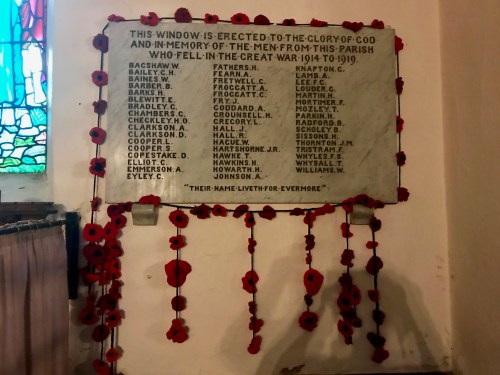 THIS WINDOW IS ERECTED TO THE GLORY OF GOD
AND IN MEMORY OF THE MEN FROM THIS PARISH
WHO FELL IN THE GREAT WAR 1914 TO 1919.
BAGSHAW.W.
BAILEY.C.H.
BAINES.W.
BARBER.B.
BIRKS.H.
BLEWITT.E.
BRADLEY.G.
CHAMBERS.C.
CHECKLEY.H.O.
CLARKSON.A.
CLARKSON.D.
COOPER.L.
COOPER.S.
COPESTAKE.D.
ELLIOT.C.
EMMERSON.A.
EYLEY.C.
FATHERS.H.
FEARN.A.
FRETWELL.C.
FROGGATT.A.
FROGGATT.C.
FRY.J.
GODDARD.A.
GROUNSELL.H.
GREGORY.L.
HALL.J.
HALL.R.
HAGUE.W.
HARTSHORNE.J.R.
HAWKE T.
HAWKINS.H.
HOWARTH.H.
JOHNSON.A.
KNAPTON.G.
LAMB.A.
LEE.F.C.
LOUDER.G.
MARTIN.H.
MORTIMER.F.
MOZLEY.T.
PARKIN.H.
RADFORD.B.
SCHOLEY.B.
SISSONS.H.
THORNTON.J.M.
TRISTRAM.F.
WHYLES.F.S.
WHYSALL.T.
WILLIAMS.W.
"THEIR·NAME·LIVETH·FOR·EVERMORE"